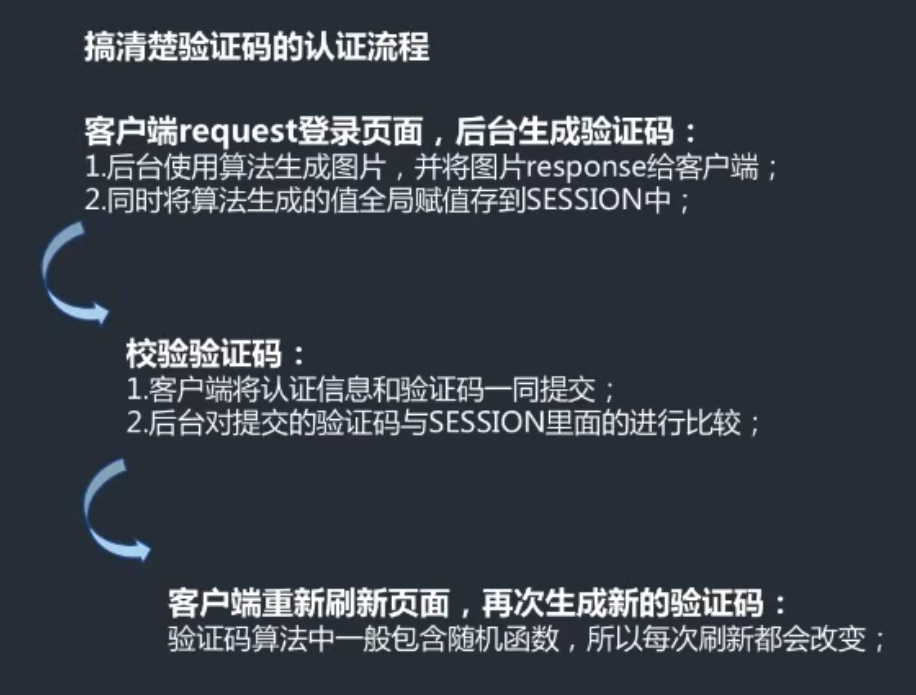 搞清楚验证码的认证流程
客户端request登录页面，后台生成验证码：
1.后台使用算法生成图片，并将图片response给客户端；
2.同时将算法生成的值全局赋值存到SESSION中；
校验验证码：
1.客户端将认证信息和验证码一同提交；
2.后台对提交的验证码与SESSION里面的进行比较；
客户端重新刷新页面，再次生成新的验证码：
验证码算法中一般包含随机函数，所以每次刷新都会改变；